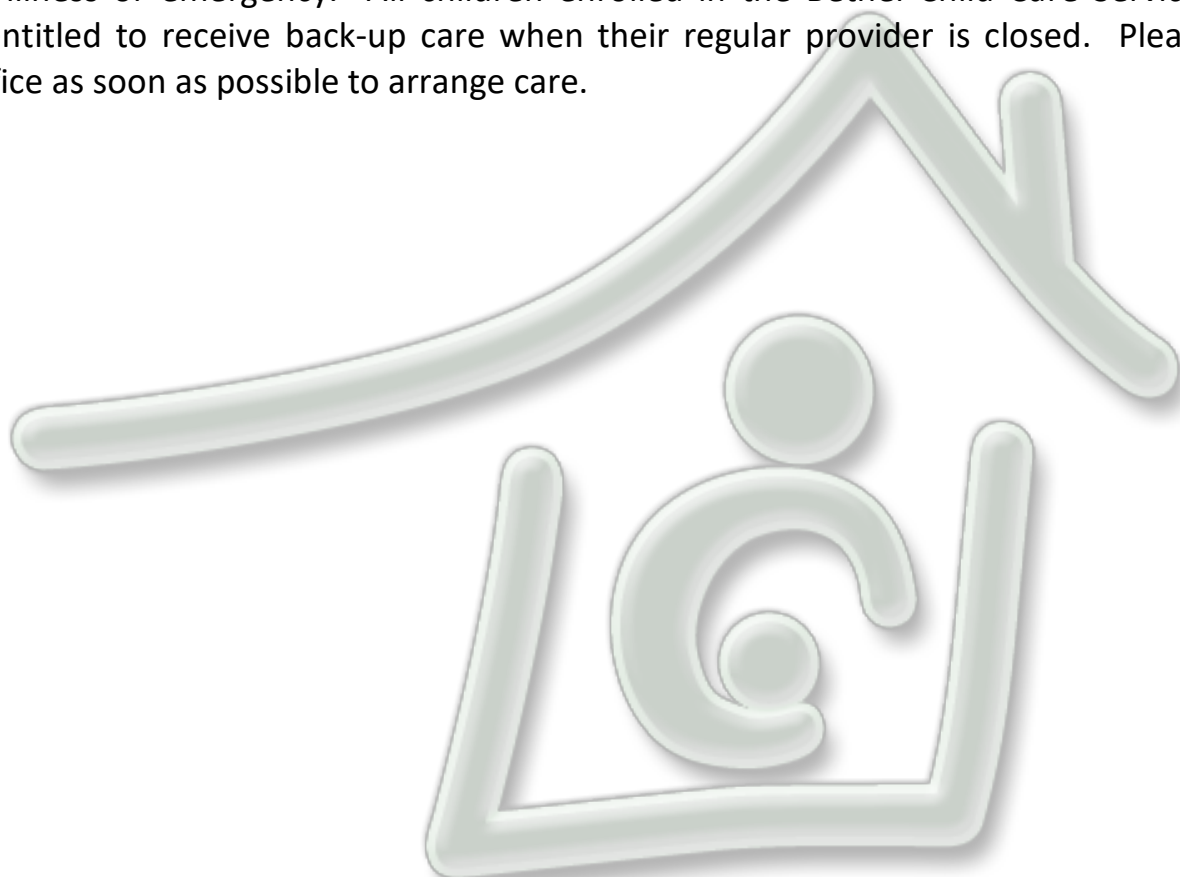 illness or emergency. All children enrolled in the Bethel Child Care Servic
ntitled to receive back-up care when their regular provider is closed. Plea
ice as soon as possible to arrange care.